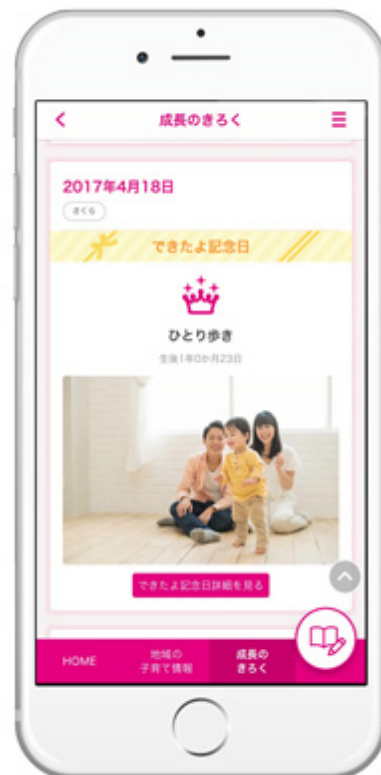 成長のきろく
2017年4月18日
さくら
できたよ記念日
ひとり歩き
生後1年0か月23日
できたよ記念日詳細を見る
HOME
地域の
子育て情報
成長の
きろく